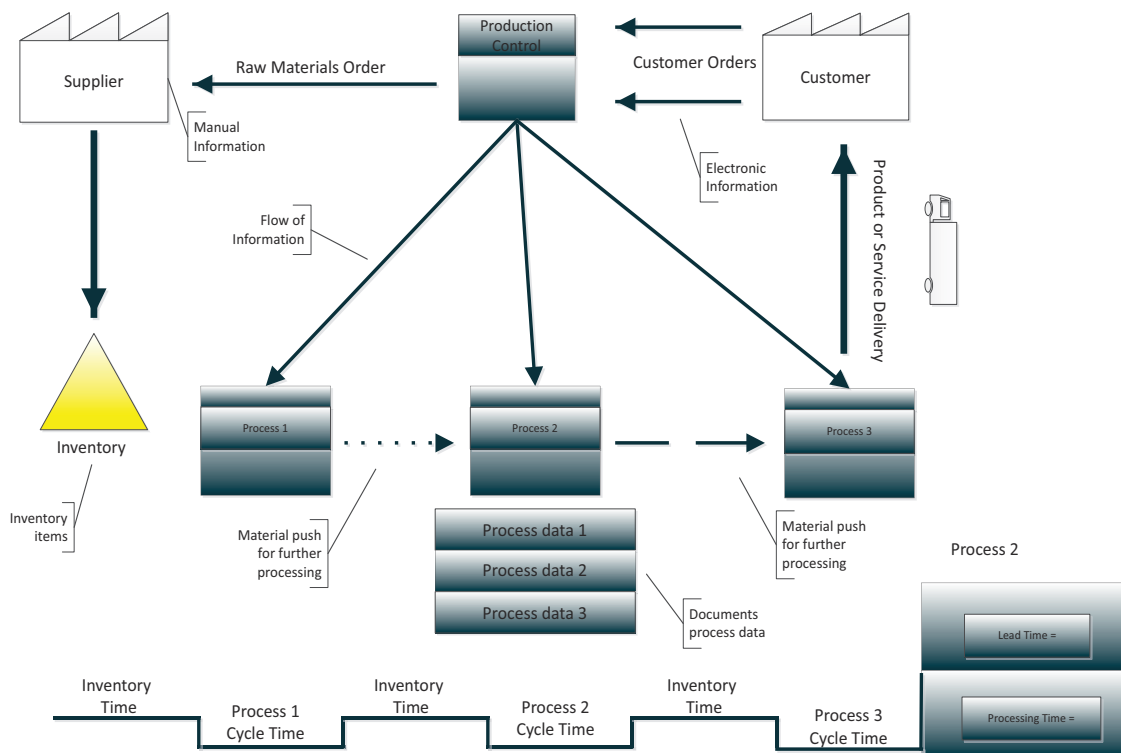 Production
Control
Supplier
Raw Materials Order
Customer Orders
Customer
Manual
Information
Electronic
Information
Flow of
Information
Product or Service Delivery
Process 1
Process 2
Process 3
Inventory
Inventory
items
Material push
for further
processing
Process data 1
Process data 2
Process data 3
Material push
for further
processing
Documents
process data
Process 2
Lead Time =
Processing Time =
Inventory
Time
Process 1
Cycle Time
Inventory
Time
Process 2
Cycle Time
Inventory
Time
Process 3
Cycle Time